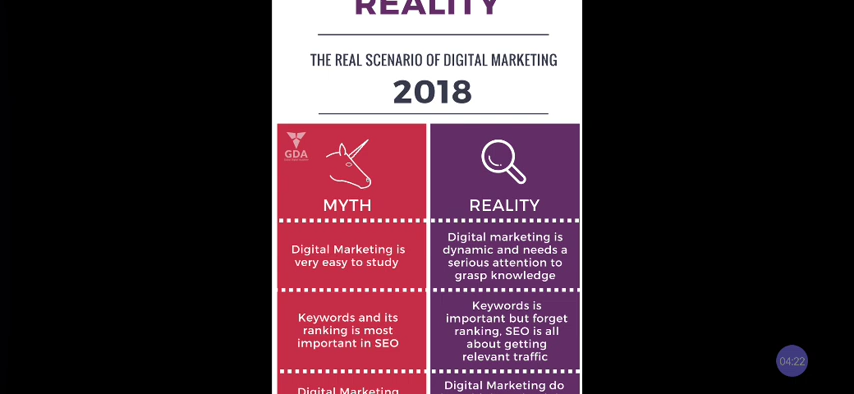 REALITY
THE REAL SCENARIO OF DIGITAL MARKETING
2018
GDA
MYTH
REALITY
Digital Marketing is
very easy to study
Digital marketing is
dynamic and needs a
serious attention to
grasp knowledge
Keywords and its
ranking is most
important in SEO
Keywords is
important but forget
ranking, SEO is all
about getting
relevant traffic
Digital Marketing
Digital Marketing do
04:22